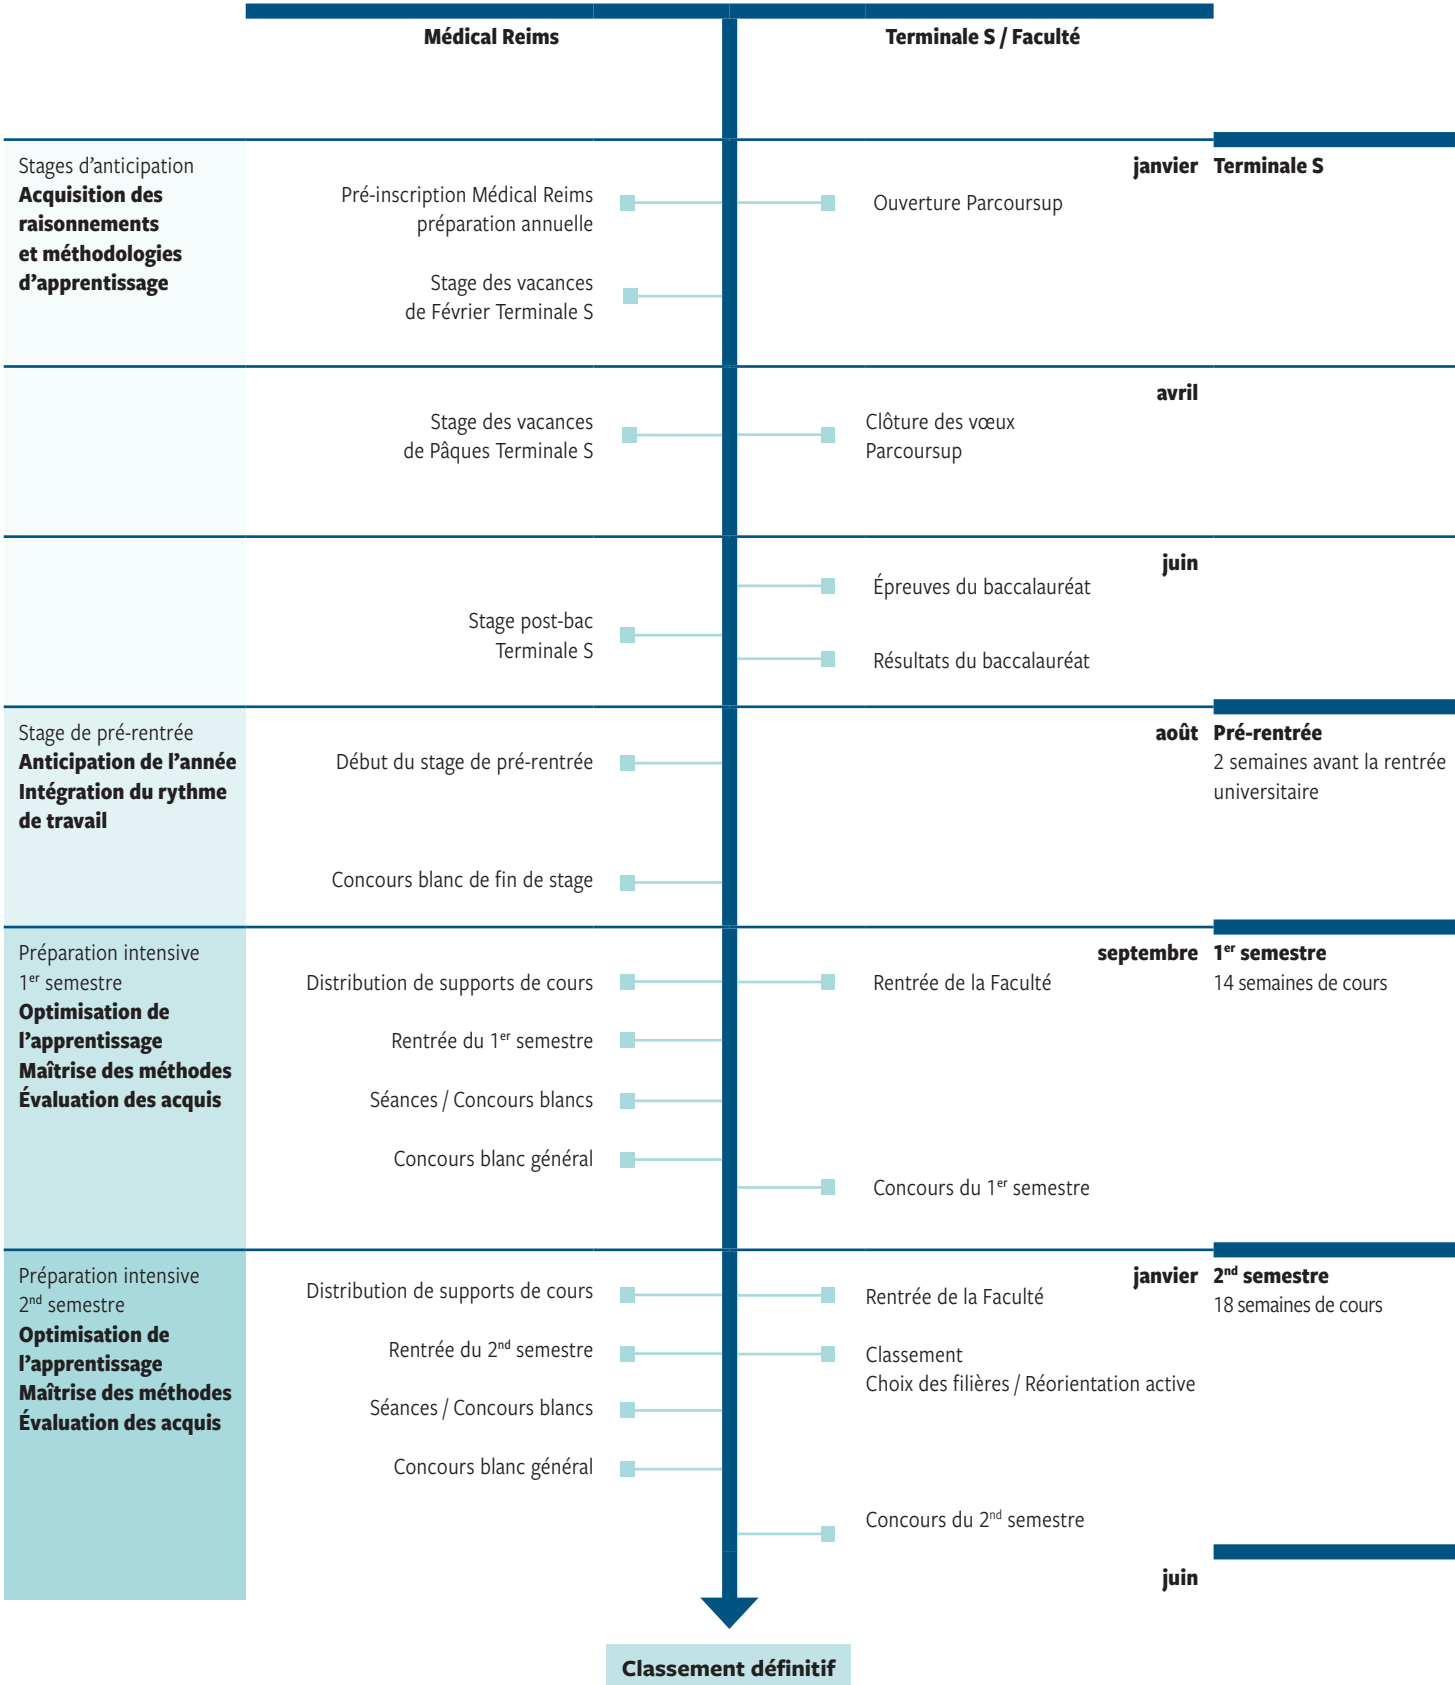 Médical Reims
Terminale S / Faculté
Stages d’anticipation
Acquisition des
raisonnements
et méthodologies
d’apprentissage
Pré-inscription Médical Reims
préparation annuelle
Stage des vacances
de Février Terminale S
janvier
Ouverture Parcoursup
Terminale S
Stage des vacances
de Pâques Terminale S
avril
Clôture des vœux
Parcoursup
Stage post-bac
Terminale S
juin
Épreuves du baccalauréat
Résultats du baccalauréat
Stage de pré-rentrée
Anticipation de l’année
Intégration du rythme
de travail
Début du stage de pré-rentrée
Concours blanc de fin de stage
août
Pré-rentrée
2 semaines avant la rentrée
universitaire
Préparation intensive
1er semestre
Optimisation de
l’apprentissage
Maîtrise des méthodes
Évaluation des acquis
Distribution de supports de cours
Rentrée du 1er semestre
Séances / Concours blancs
Concours blanc général
septembre
Rentrée de la Faculté
Concours du 1er semestre
1er semestre
14 semaines de cours
Préparation intensive
2nd semestre
Optimisation de
l’apprentissage
Maîtrise des méthodes
Évaluation des acquis
Distribution de supports de cours
Rentrée du 2nd semestre
Séances / Concours blancs
Concours blanc général
janvier
Rentrée de la Faculté
Classement
Choix des filières / Réorientation active
Concours du 2nd semestre
2nd semestre
18 semaines de cours
juin
Classement définitif